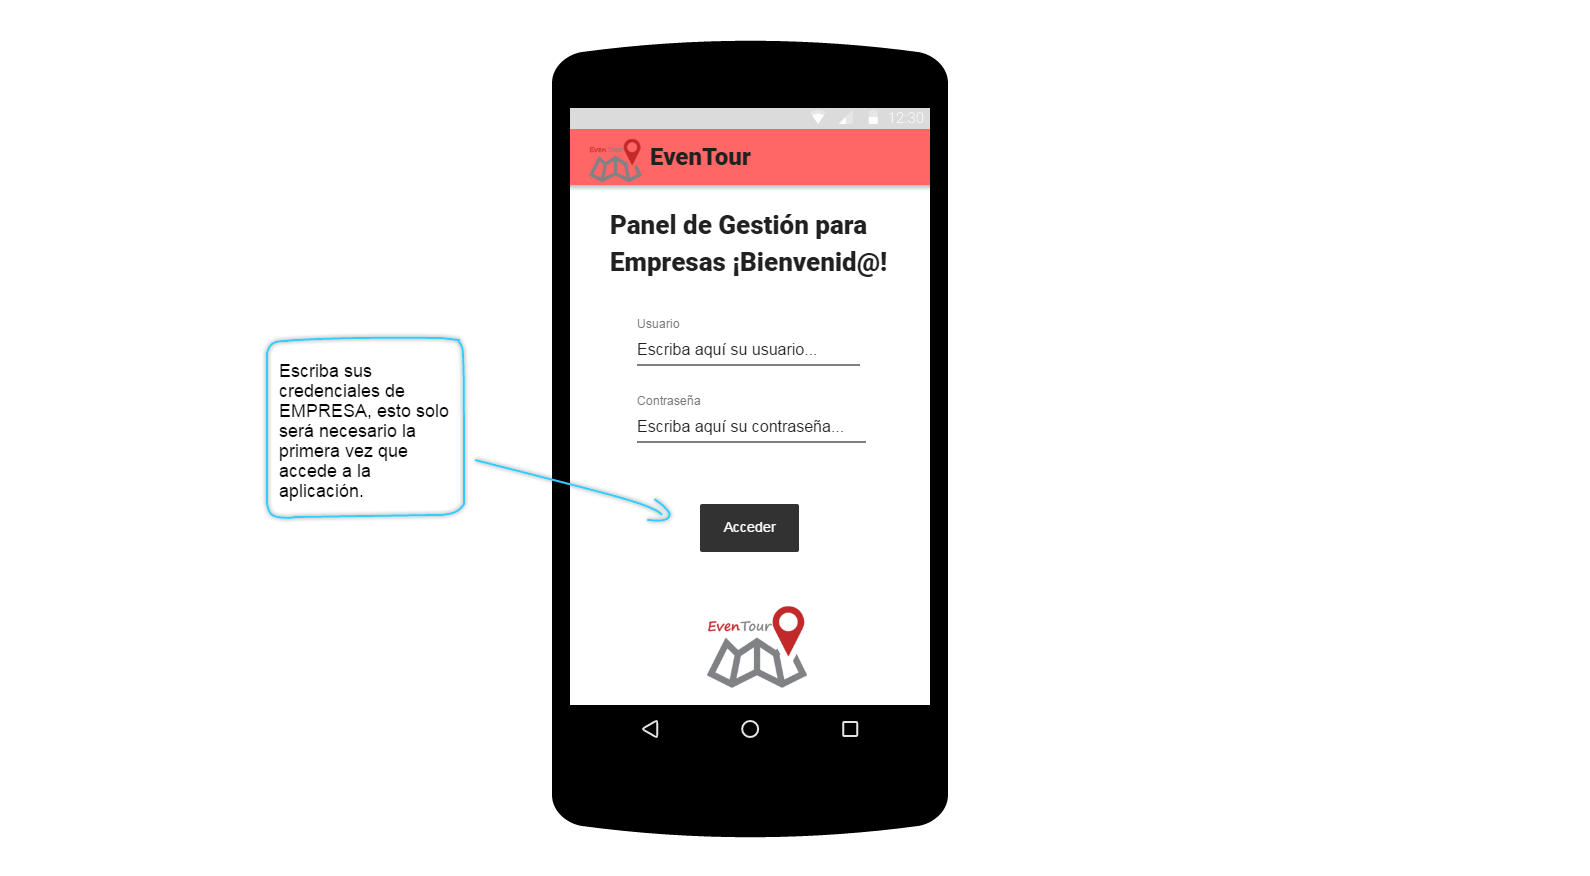 12:30
EvenTour
EvenTour
Panel de Gestión para
Empresas ¡Bienvenid@!
Usuario
Escriba aquí su usuario...
Contraseña
Escriba aquí su contraseña...
Escriba sus
credenciales de
EMPRESA, esto solo
será necesario la
primera vez que
accede a la
aplicación.
Acceder
EvenTour